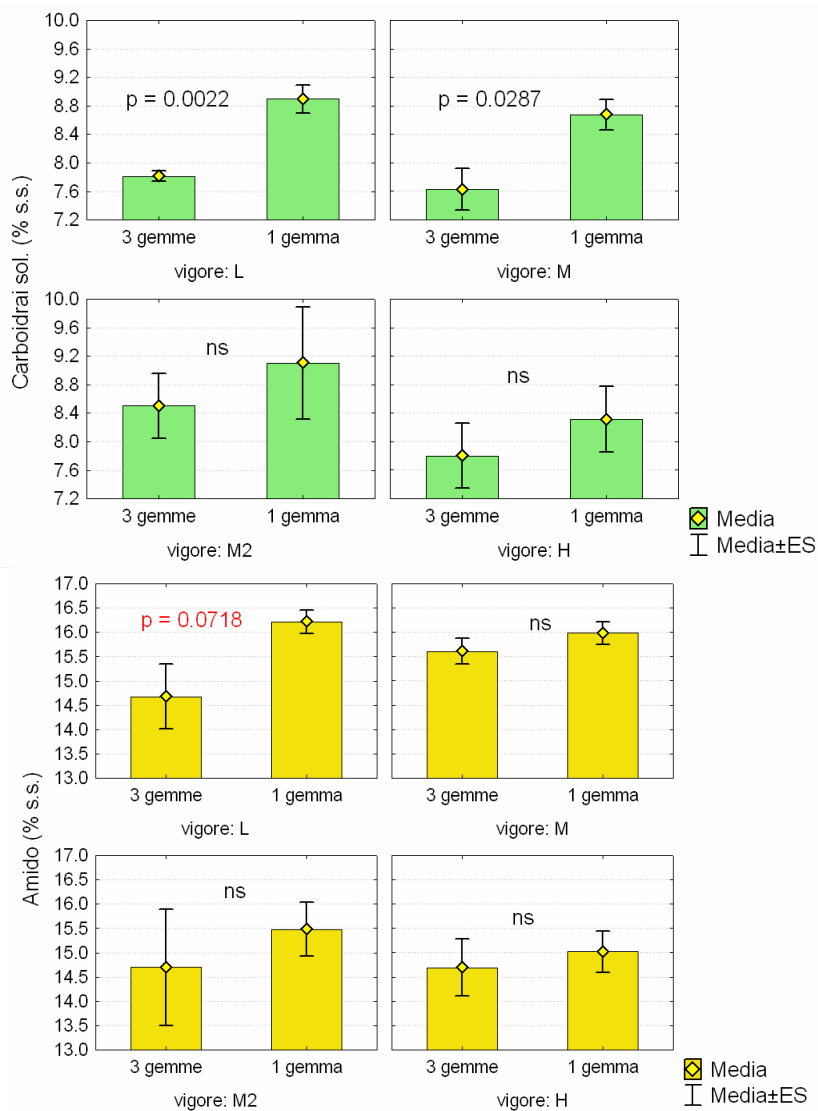 Carboidrai sol. (% s.s.)
10.0 9.6 9.2 8.8 8.4 8.0 7.6 7.2
p = 0.0022
3 gemme 1 gemma
vigore: L
p = 0.0287
3 gemme 1 gemma
vigore: M
10.0 9.6 9.2 8.8 8.4 8.0 7.6 7.2
ns
3 gemme 1 gemma
vigore: M2
ns
3 gemme 1 gemma
vigore: H
Media
Media±ES
Amido (% s.s.)
17.0 16.5 16.0 15.5 15.0 14.5 14.0 13.5 13.0
p = 0.0718
3 gemme 1 gemma
vigore: L
ns
3 gemme 1 gemma
vigore: M
17.0 16.5 16.0 15.5 15.0 14.5 14.0 13.5 13.0
ns
3 gemme 1 gemma
vigore: M2
ns
3 gemme 1 gemma
vigore: H
Media
Media±ES